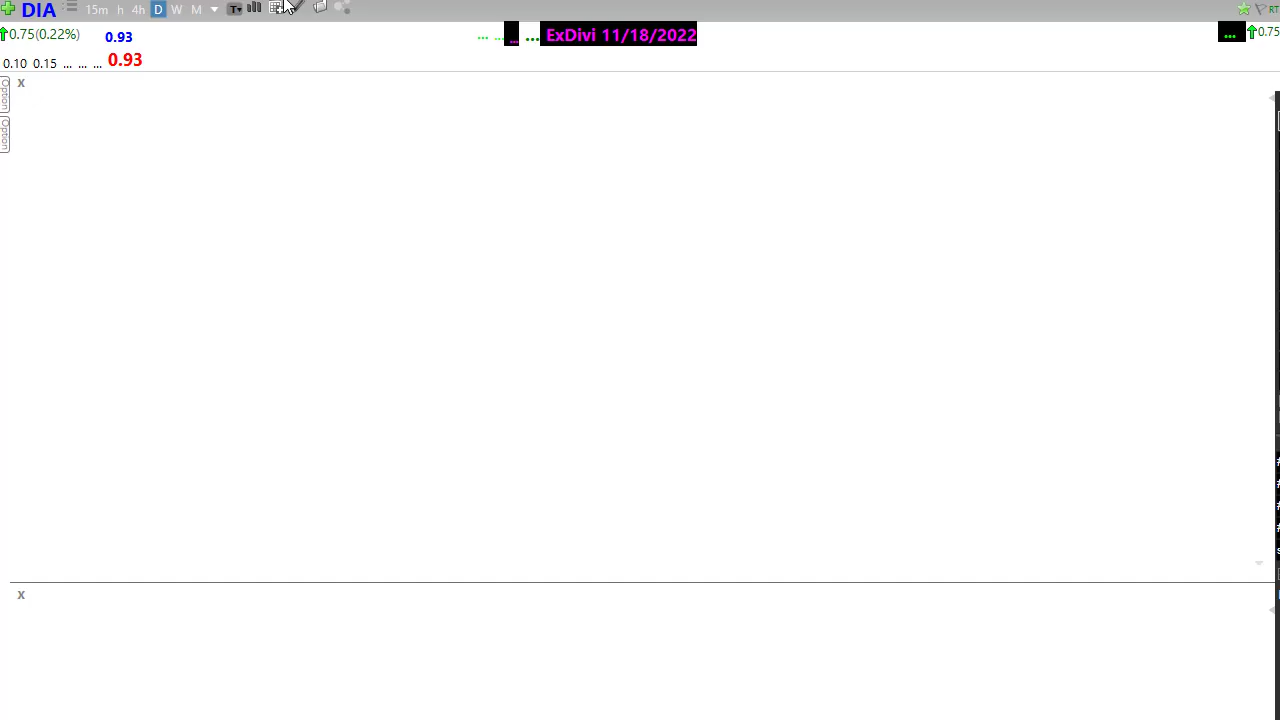 DIA 15m h 4h D W M T RT
0.75(0.22%) 0.93 ... ... ... ... ExDivi 11/18/2022 ... 0.75
0.10 0.15 ... ... ... 0.93
Option
X
Option
#
#
#
#
s
X